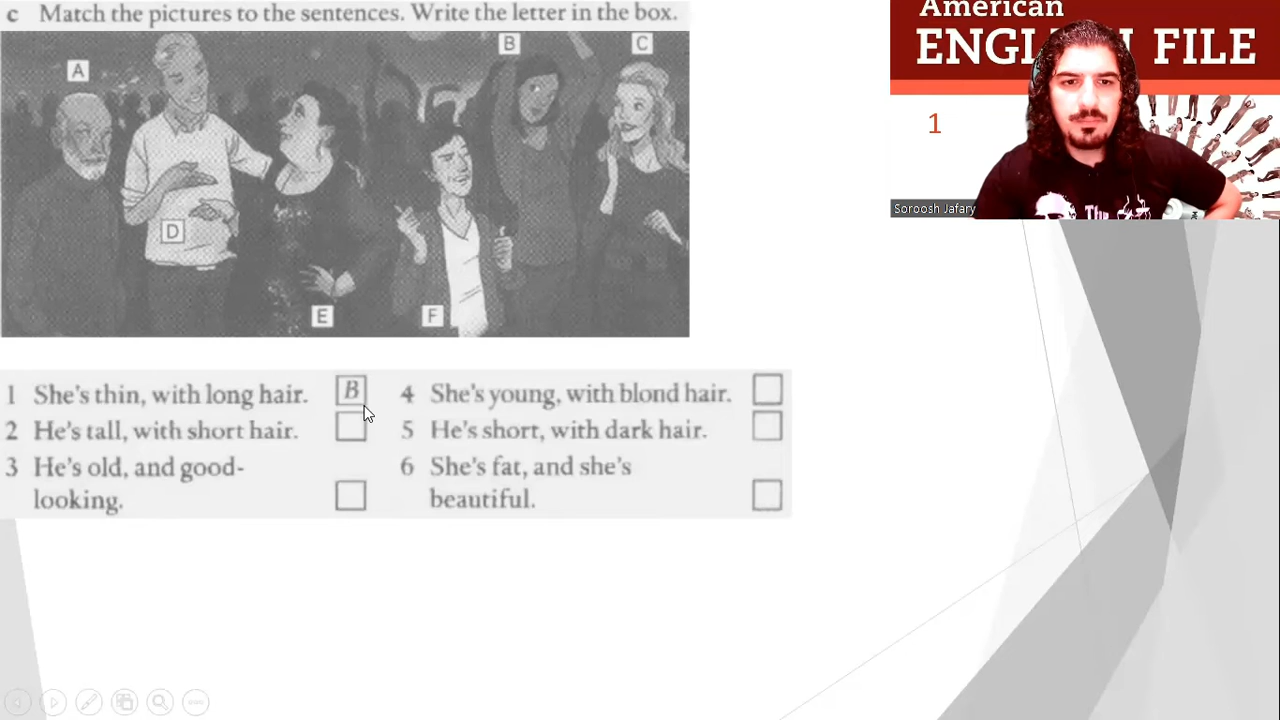 c Match the pictures to the sentences. Write the letter in the box.
A
B
C
D
E
F
1 She's thin, with long hair. B
2 He's tall, with short hair.
3 He's old, and good-
looking.
4 She's young, with blond hair.
5 He's short, with dark hair.
6 She's fat, and she's
beautiful.
American
FILE
1
Soroosh Jafary
The